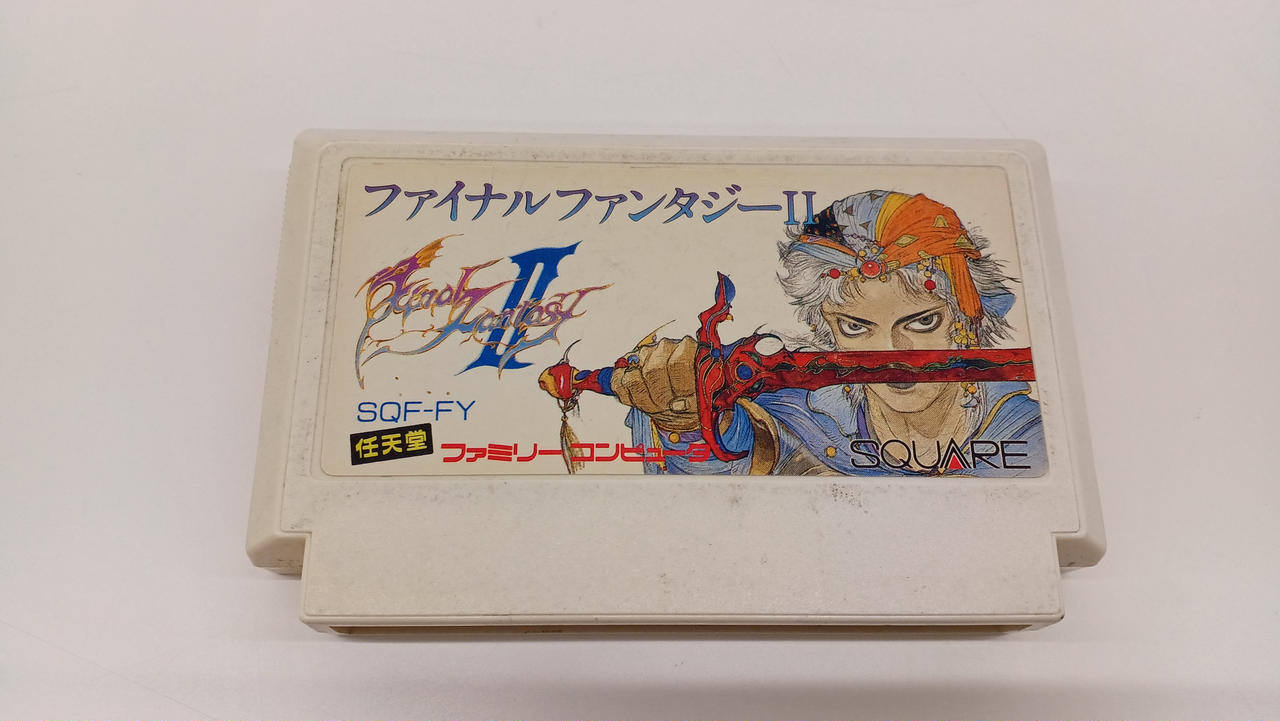 ファイナルファンタジーII
Final Fantasy II
SQF-FY
任天堂 ファミリーコンピュータ
SQUARE